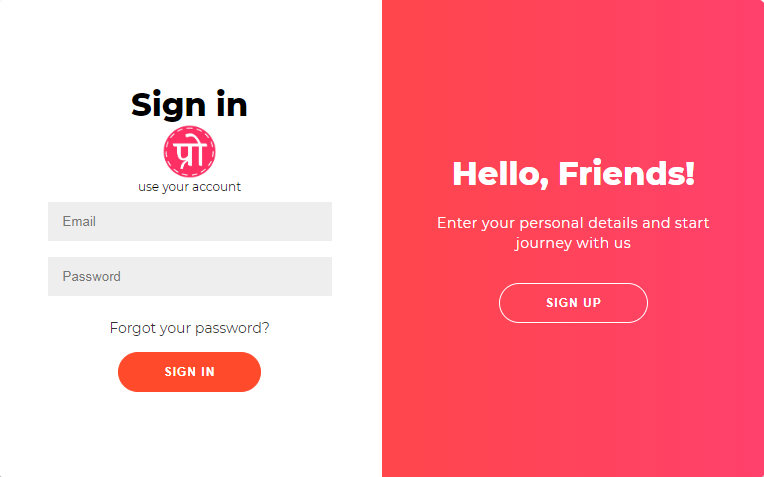 Sign in
प्रो
use your account
Email
Password
Forgot your password?
SIGN IN
Hello, Friends!
Enter your personal details and start
journey with us
SIGN UP